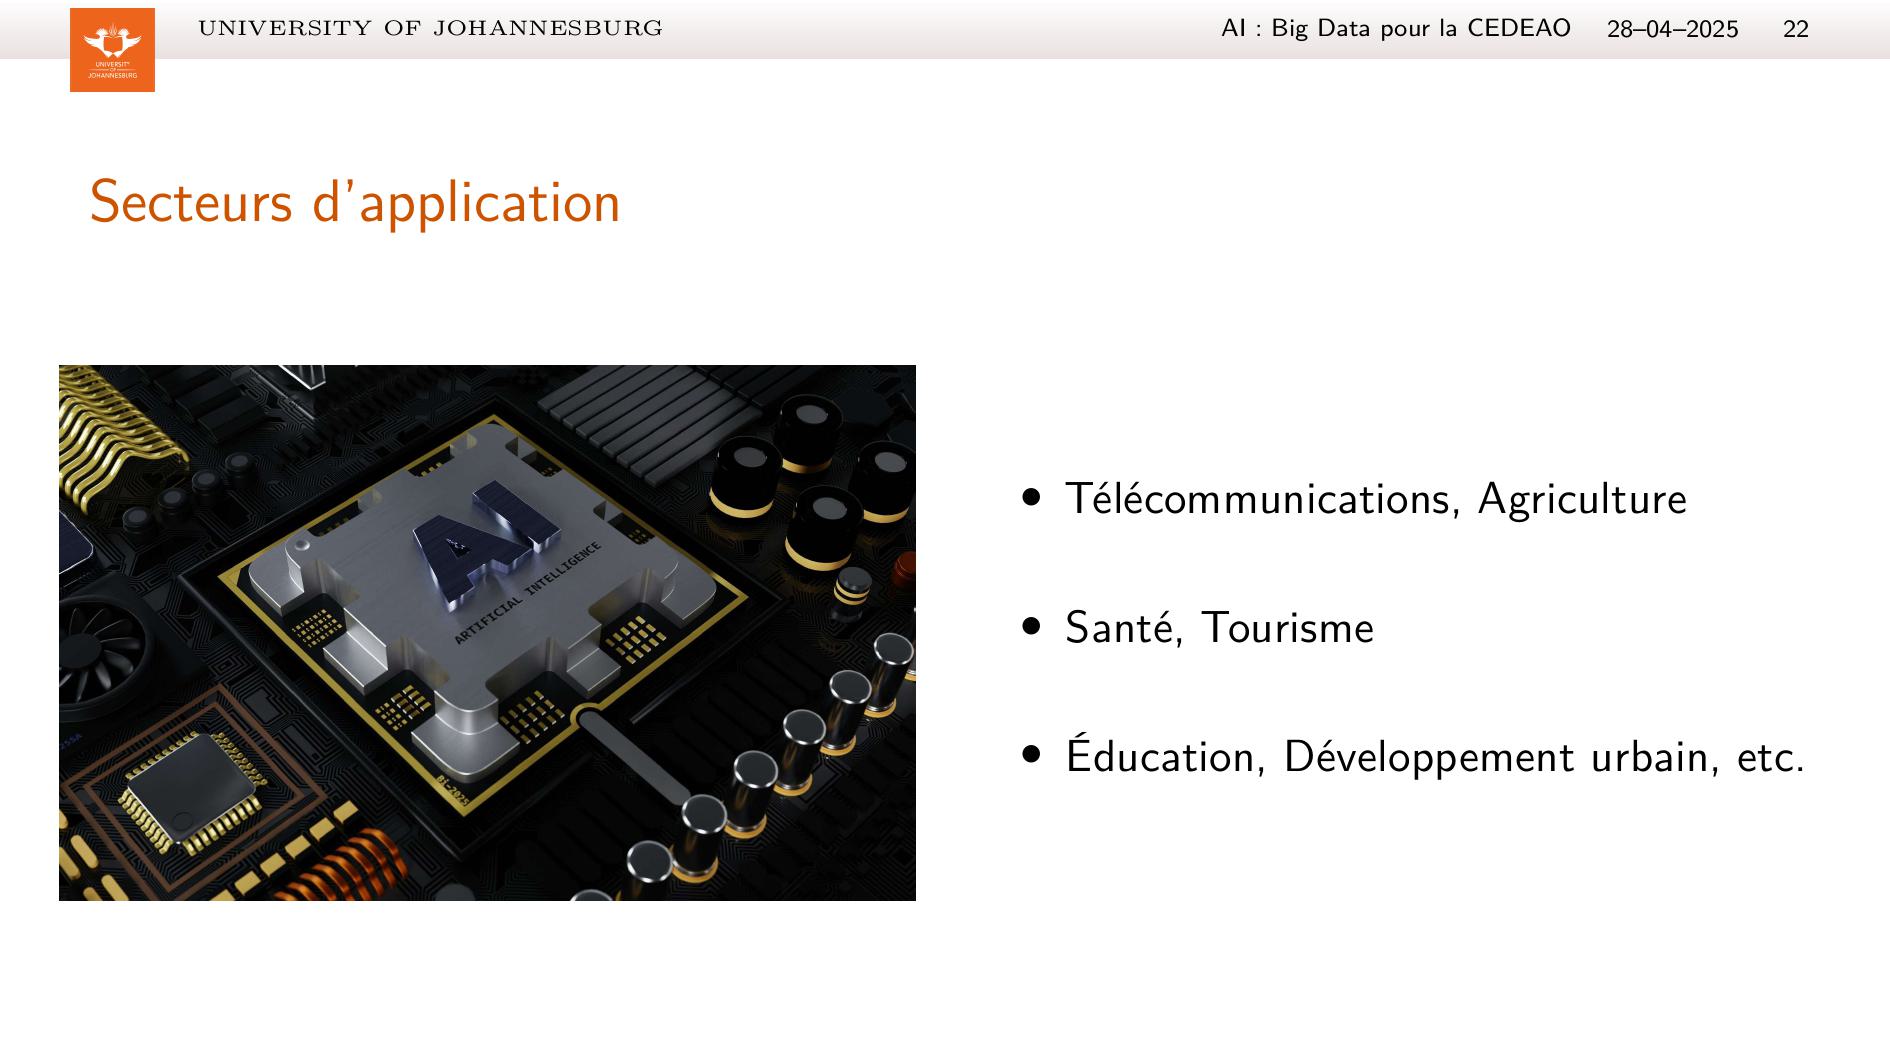 UNIVERSITY OF JOHANNESBURG
AI : Big Data pour la CEDEAO 28–04–2025 22
UNIVERSITY
OF
JOHANNESBURG
Secteurs d'application
AI
ARTIFICIAL INTELLIGENCE
• Télécommunications, Agriculture
• Santé, Tourisme
• Éducation, Développement urbain, etc.